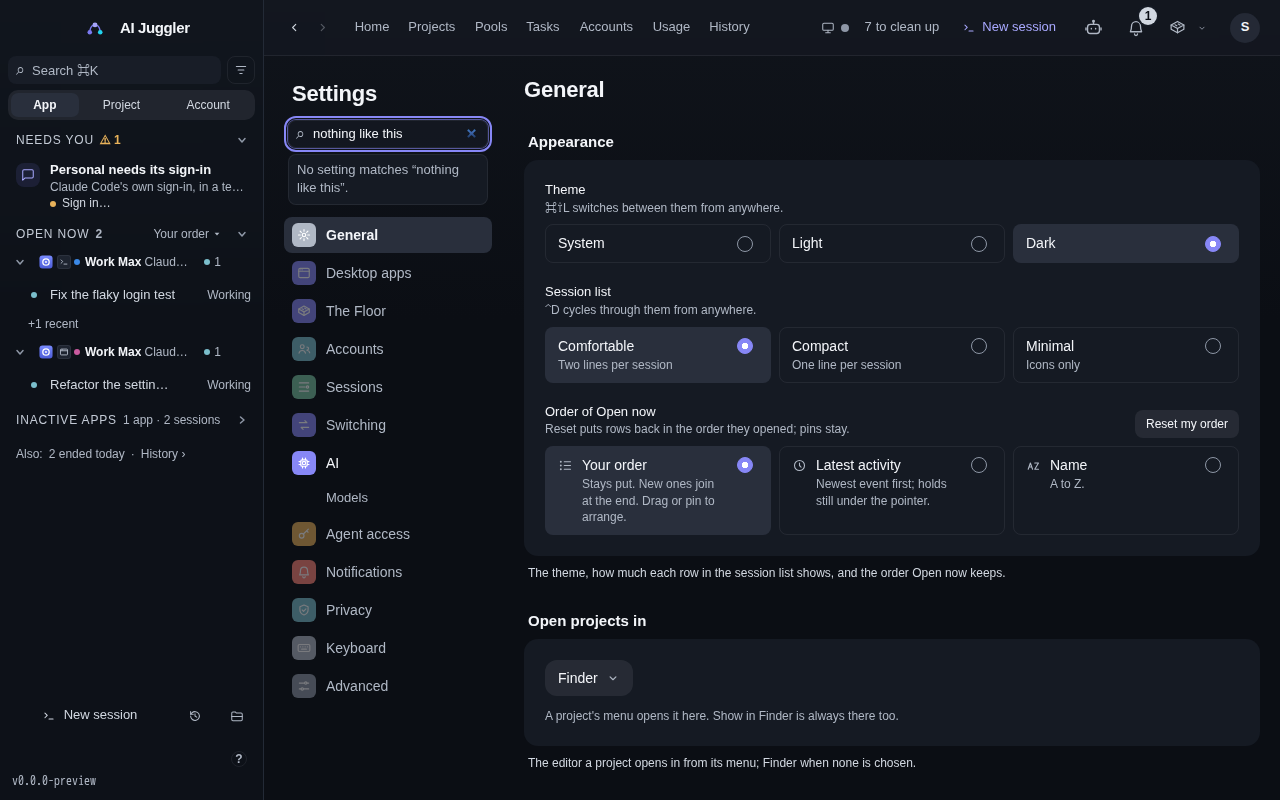 AI Juggler
Search ⌘K
App
Project
Account
NEEDS YOU
1
Personal needs its sign-in
Claude Code's own sign-in, in a te…
Sign in…
OPEN NOW 2
Your order
Work Max Claud…
1
Fix the flaky login test
Working
+1 recent
Work Max Claud…
1
Refactor the settin…
Working
INACTIVE APPS
1 app · 2 sessions
Also: 2 ended today · History ›
New session
?
v0.0.0-preview
Home
Projects
Pools
Tasks
Accounts
Usage
History
7 to clean up
New session
1
S
Settings
nothing like this
No setting matches “nothing
like this”.
General
Desktop apps
The Floor
Accounts
Sessions
Switching
AI
Models
Agent access
Notifications
Privacy
Keyboard
Advanced
General
Appearance
Theme
⌘⇧L switches between them from anywhere.
System
Light
Dark
Session list
^D cycles through them from anywhere.
Comfortable
Two lines per session
Compact
One line per session
Minimal
Icons only
Order of Open now
Reset puts rows back in the order they opened; pins stay.
Reset my order
Your order
Stays put. New ones join
at the end. Drag or pin to
arrange.
Latest activity
Newest event first; holds
still under the pointer.
AZ
Name
A to Z.
The theme, how much each row in the session list shows, and the order Open now keeps.
Open projects in
Finder
A project's menu opens it here. Show in Finder is always there too.
The editor a project opens in from its menu; Finder when none is chosen.